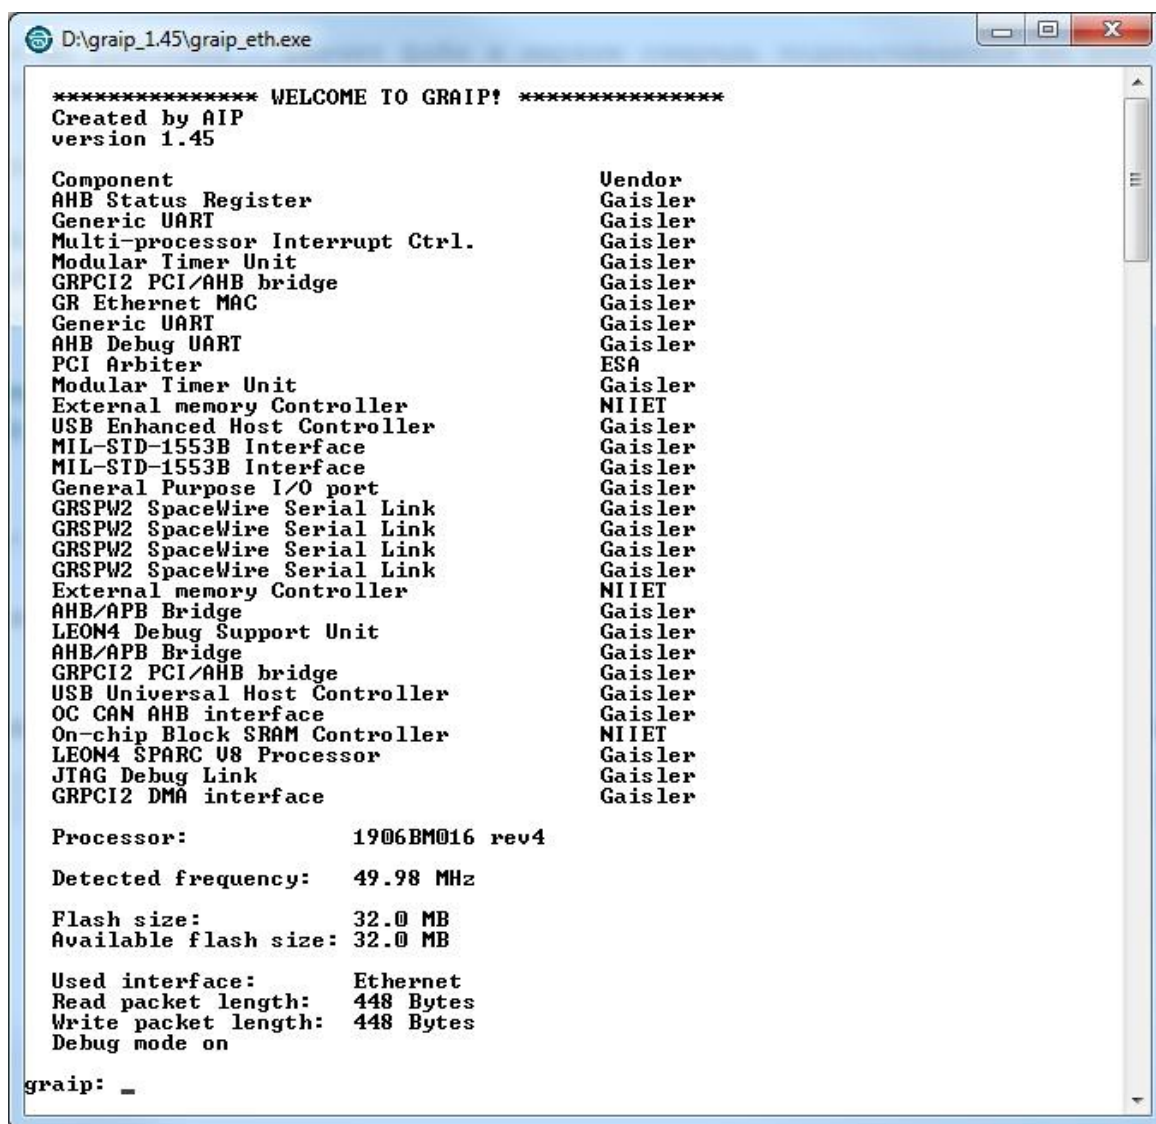 D:\graip_1.45\graip_eth.exe
*************** WELCOME TO GRAIP! ***************
Created by AIP
version 1.45
Component Vendor
AHB Status Register Gaisler
Generic UART Gaisler
Multi-processor Interrupt Ctrl. Gaisler
Modular Timer Unit Gaisler
GRPCI2 PCI/AHB bridge Gaisler
GR Ethernet MAC Gaisler
Generic UART Gaisler
AHB Debug UART Gaisler
PCI Arbiter ESA
Modular Timer Unit Gaisler
External memory Controller NIIET
USB Enhanced Host Controller Gaisler
MIL-STD-1553B Interface Gaisler
MIL-STD-1553B Interface Gaisler
General Purpose I/O port Gaisler
GRSPW2 SpaceWire Serial Link Gaisler
GRSPW2 SpaceWire Serial Link Gaisler
GRSPW2 SpaceWire Serial Link Gaisler
GRSPW2 SpaceWire Serial Link Gaisler
External memory Controller NIIET
AHB/APB Bridge Gaisler
LEON4 Debug Support Unit Gaisler
AHB/APB Bridge Gaisler
GRPCI2 PCI/AHB bridge Gaisler
USB Universal Host Controller Gaisler
OC CAN AHB interface Gaisler
On-chip Block SRAM Controller NIIET
LEON4 SPARC V8 Processor Gaisler
JTAG Debug Link Gaisler
GRPCI2 DMA interface Gaisler
Processor: 1906BM016 rev4
Detected frequency: 49.98 MHz
Flash size: 32.0 MB
Available flash size: 32.0 MB
Used interface: Ethernet
Read packet length: 448 Bytes
Write packet length: 448 Bytes
Debug mode on
graip: _